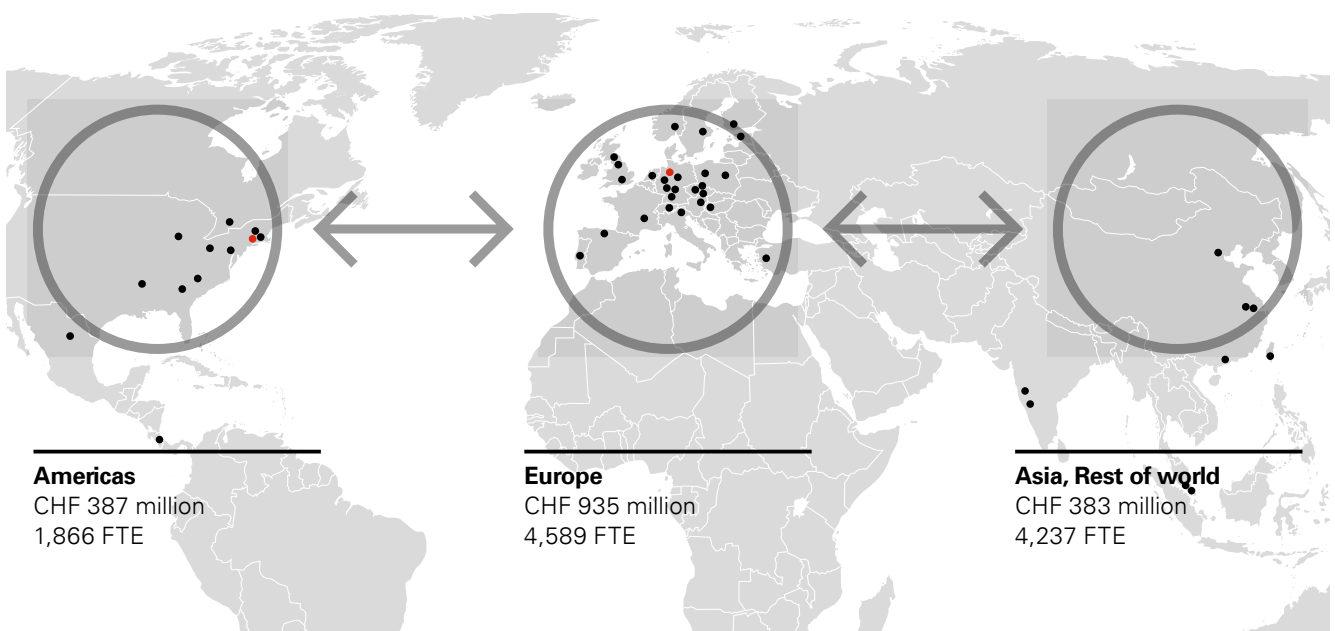 Americas
CHF 387 million
1,866 FTE
Europe
CHF 935 million
4,589 FTE
Asia, Rest of world
CHF 383 million
4,237 FTE